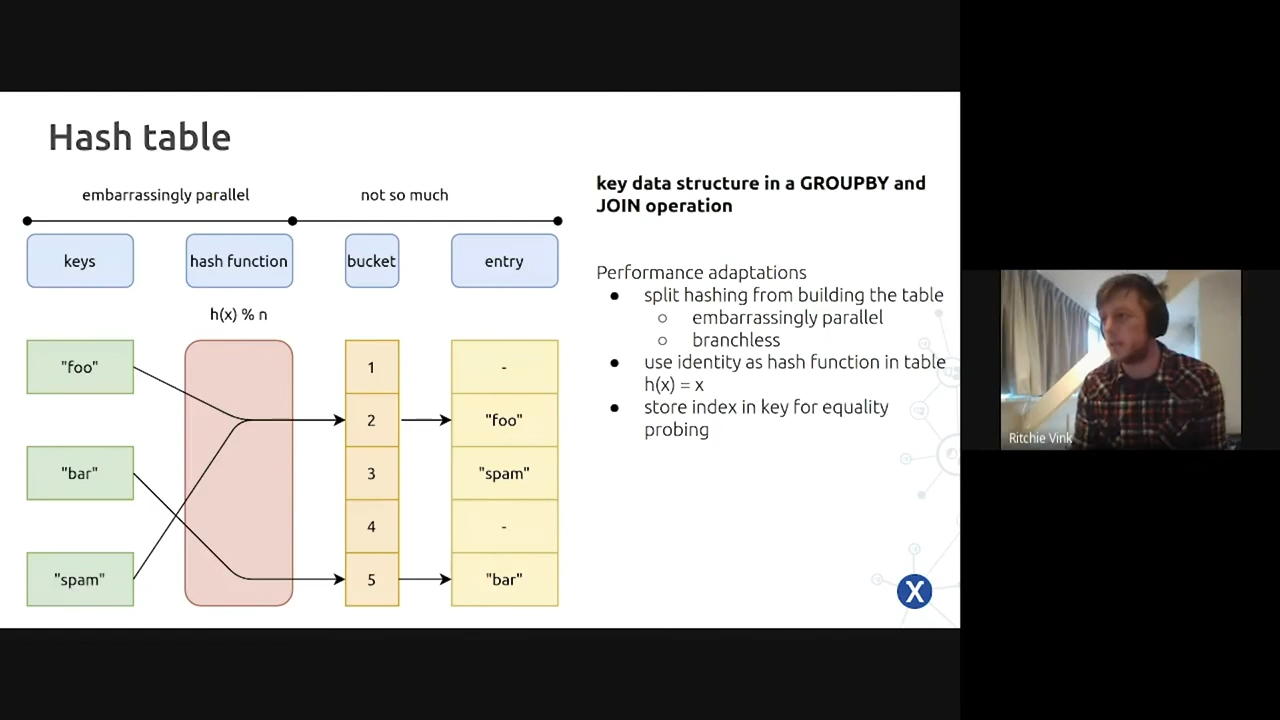 Hash table
embarrassingly parallel
not so much
keys
hash function
bucket
entry
h(x) % n
"foo"
"bar"
"spam"
1
2
3
4
5
-
"foo"
"spam"
-
"bar"
key data structure in a GROUPBY and
JOIN operation
Performance adaptations
● split hashing from building the table
○ embarrassingly parallel
○ branchless
● use identity as hash function in table
h(x) = x
● store index in key for equality
probing
X
Ritchie Vink